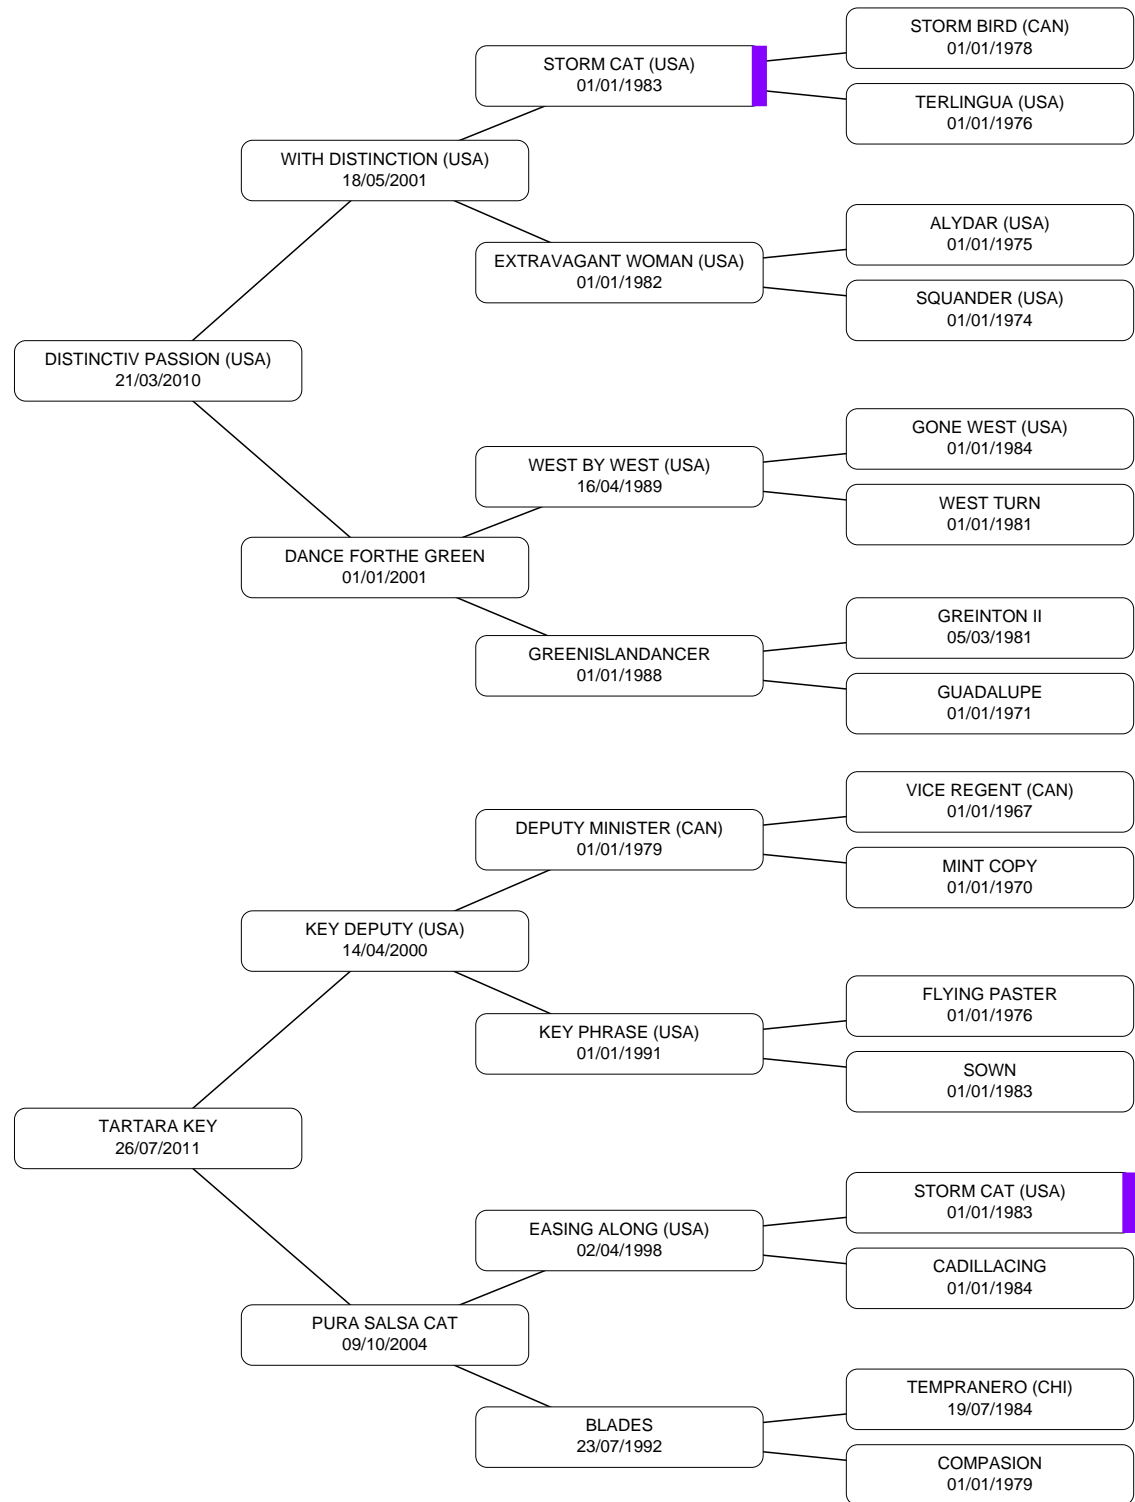 STORM BIRD (CAN)
01/01/1978
STORM CAT (USA)
01/01/1983
TERLINGUA (USA)
01/01/1976
WITH DISTINCTION (USA)
18/05/2001
ALYDAR (USA)
01/01/1975
EXTRAVAGANT WOMAN (USA)
01/01/1982
SQUANDER (USA)
01/01/1974
DISTINCTIV PASSION (USA)
21/03/2010
GONE WEST (USA)
01/01/1984
WEST BY WEST (USA)
16/04/1989
WEST TURN
01/01/1981
DANCE FORTHE GREEN
01/01/2001
GREINTON II
05/03/1981
GREENISLANDANCER
01/01/1988
GUADALUPE
01/01/1971
VICE REGENT (CAN)
01/01/1967
DEPUTY MINISTER (CAN)
01/01/1979
MINT COPY
01/01/1970
KEY DEPUTY (USA)
14/04/2000
FLYING PASTER
01/01/1976
KEY PHRASE (USA)
01/01/1991
SOWN
01/01/1983
TARTARA KEY
26/07/2011
STORM CAT (USA)
01/01/1983
EASING ALONG (USA)
02/04/1998
CADILLACING
01/01/1984
PURA SALSA CAT
09/10/2004
TEMPRANERO (CHI)
19/07/1984
BLADES
23/07/1992
COMPASION
01/01/1979